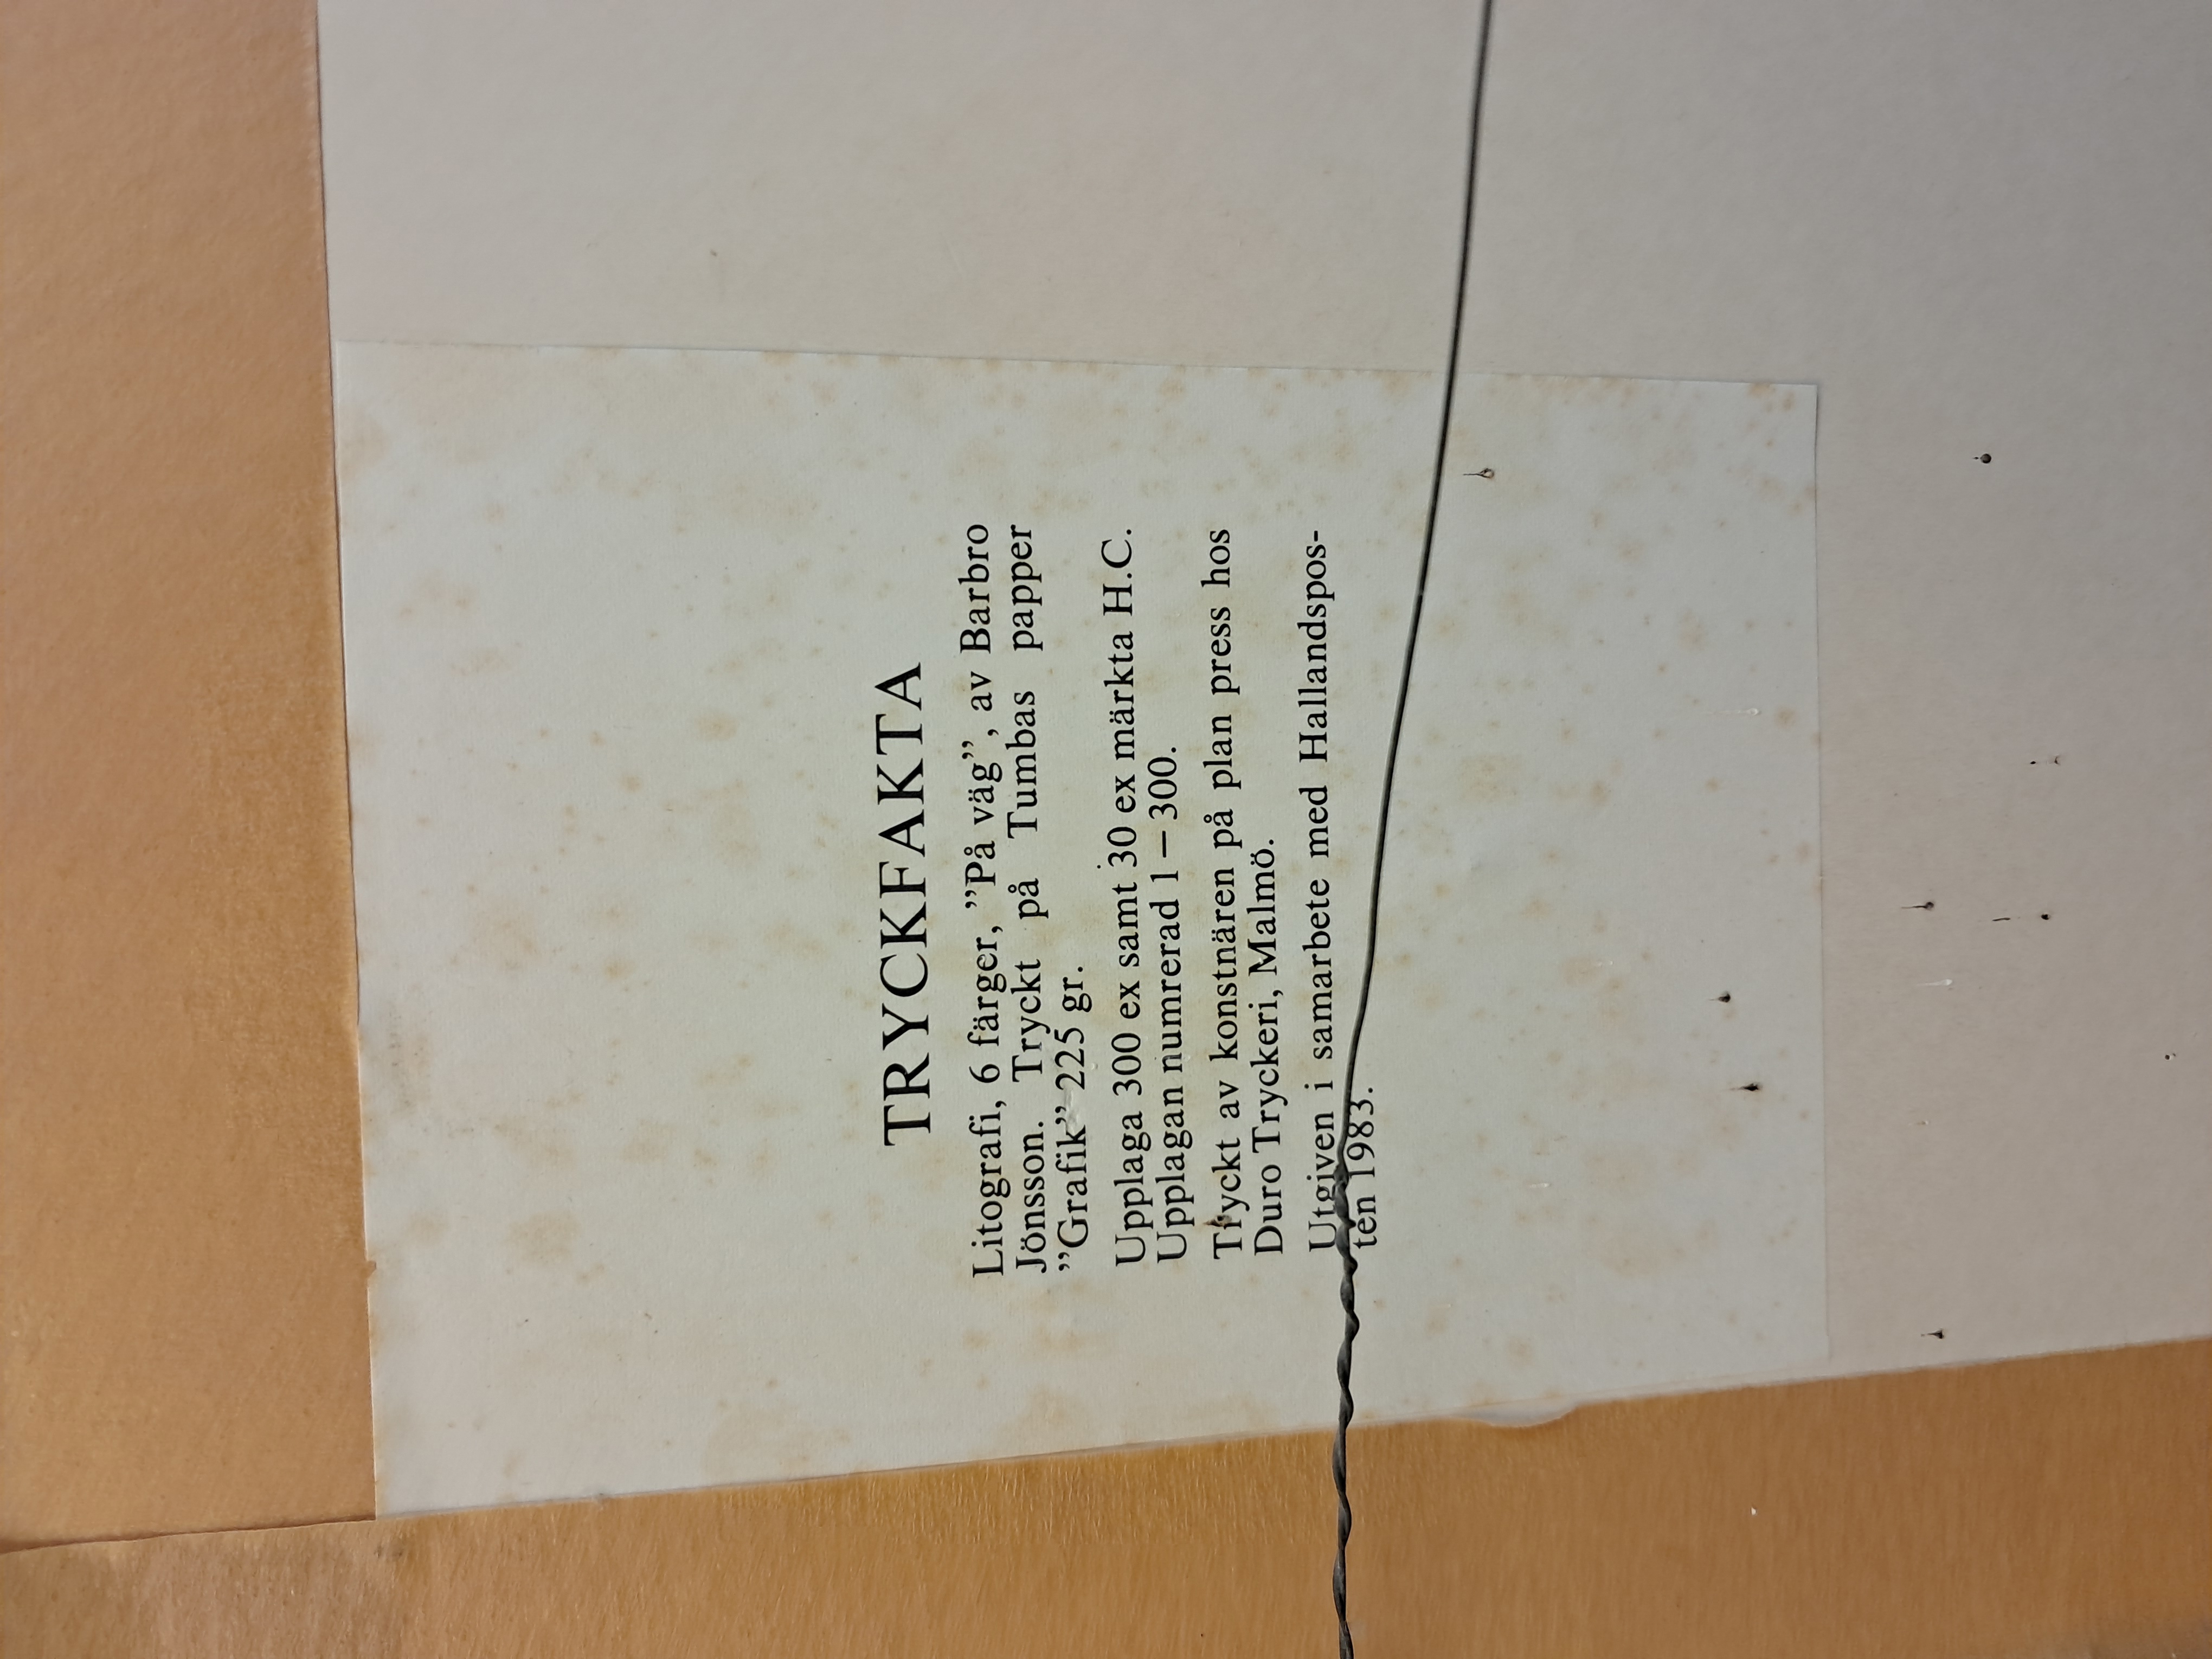 TRYCKFAKTA
Litografi, 6 färger, ”På väg”, av Barbro
Jönsson. Tryckt på Tumbas papper
”Grafik” 225 gr.
Upplaga 300 ex samt 30 ex märkta H.C.
Upplagan numrerad 1 – 300.
Tryckt av konstnären på plan press hos
Duro Tryckeri, Malmö.
Utgiven i samarbete med Hallandspos-
ten 1983.